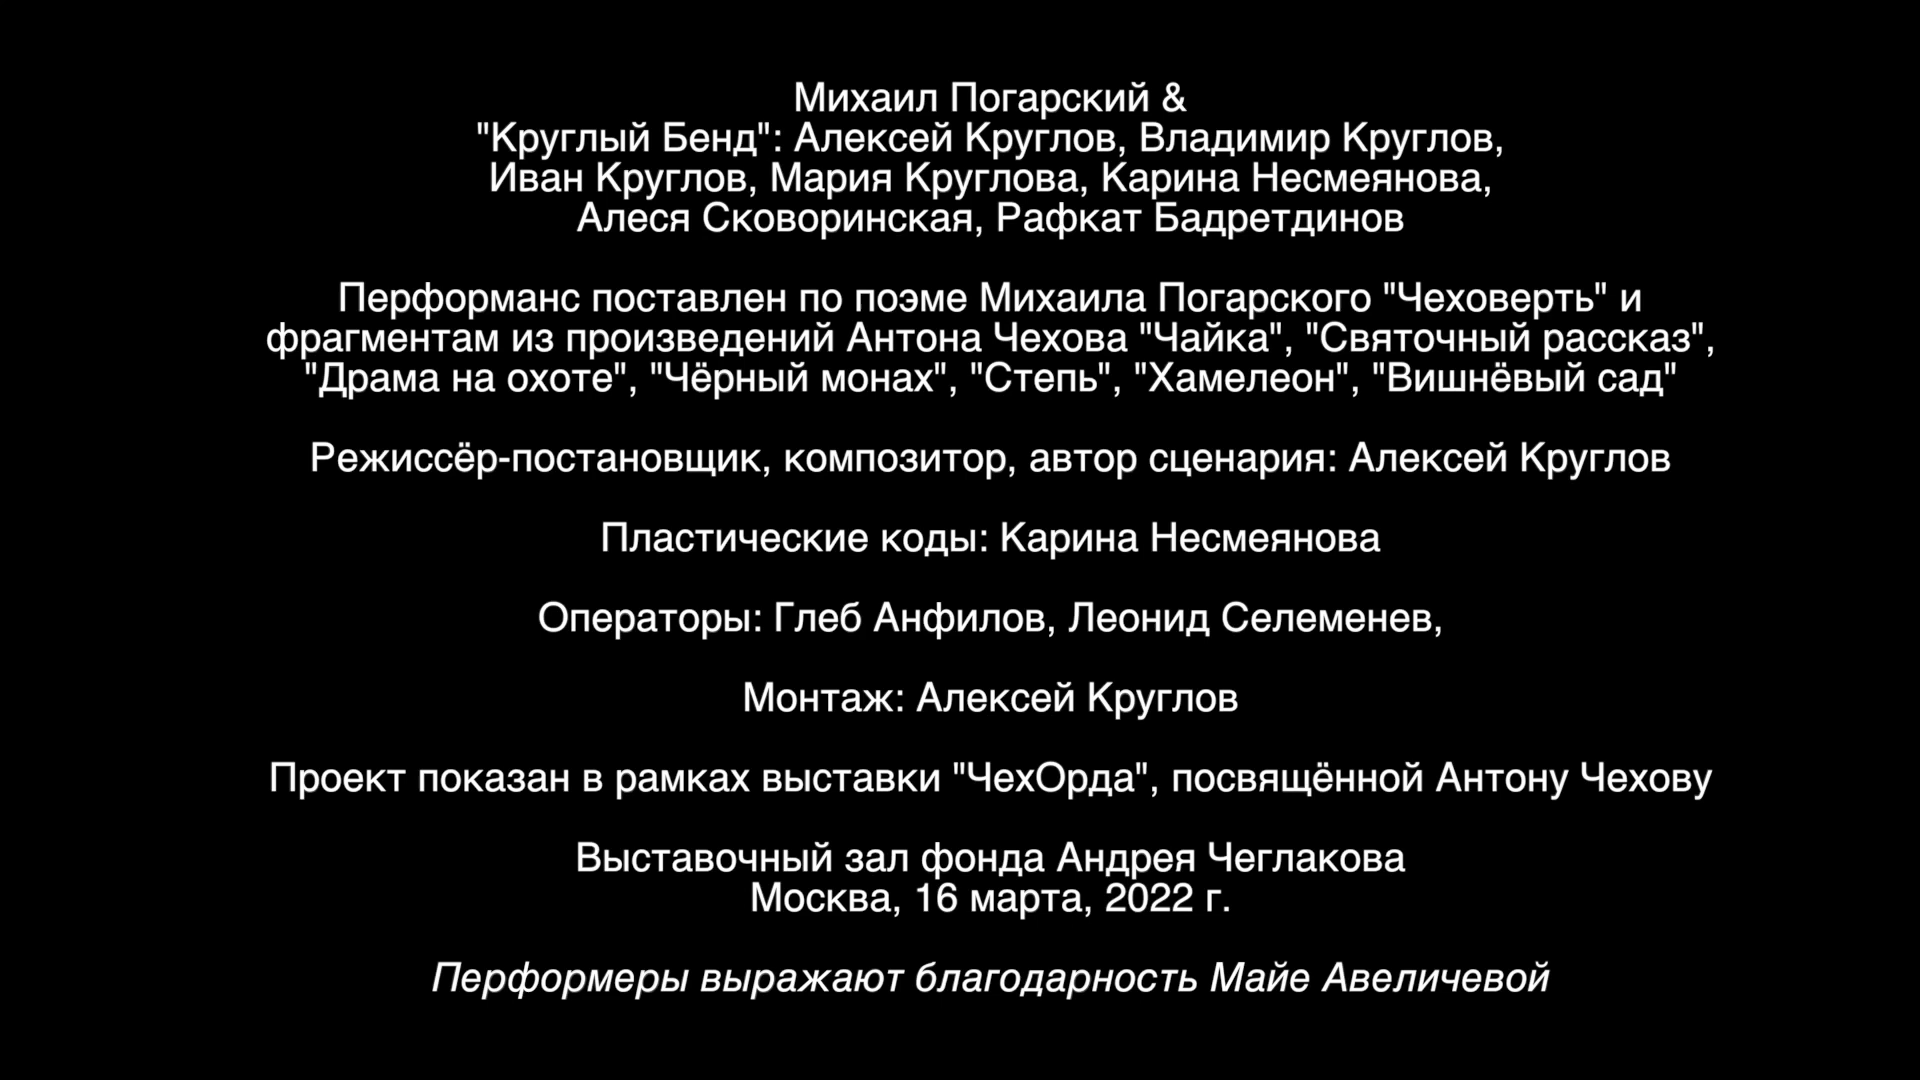 Михаил Погарский &
"Круглый Бенд": Алексей Круглов, Владимир Круглов,
Иван Круглов, Мария Круглова, Карина Несмеянова,
Алеся Сковоринская, Рафкат Бадретдинов
Перформанс поставлен по поэме Михаила Погарского "Чеховерть" и
фрагментам из произведений Антона Чехова "Чайка", "Святочный рассказ",
"Драма на охоте", "Чёрный монах", "Степь", "Хамелеон", "Вишнёвый сад"
Режиссёр-постановщик, композитор, автор сценария: Алексей Круглов
Пластические коды: Карина Несмеянова
Операторы: Глеб Анфилов, Леонид Селеменев,
Монтаж: Алексей Круглов
Проект показан в рамках выставки "ЧехОрда", посвящённой Антону Чехову
Выставочный зал фонда Андрея Чеглакова
Москва, 16 марта, 2022 г.
Перформеры выражают благодарность Майе Авеличевой